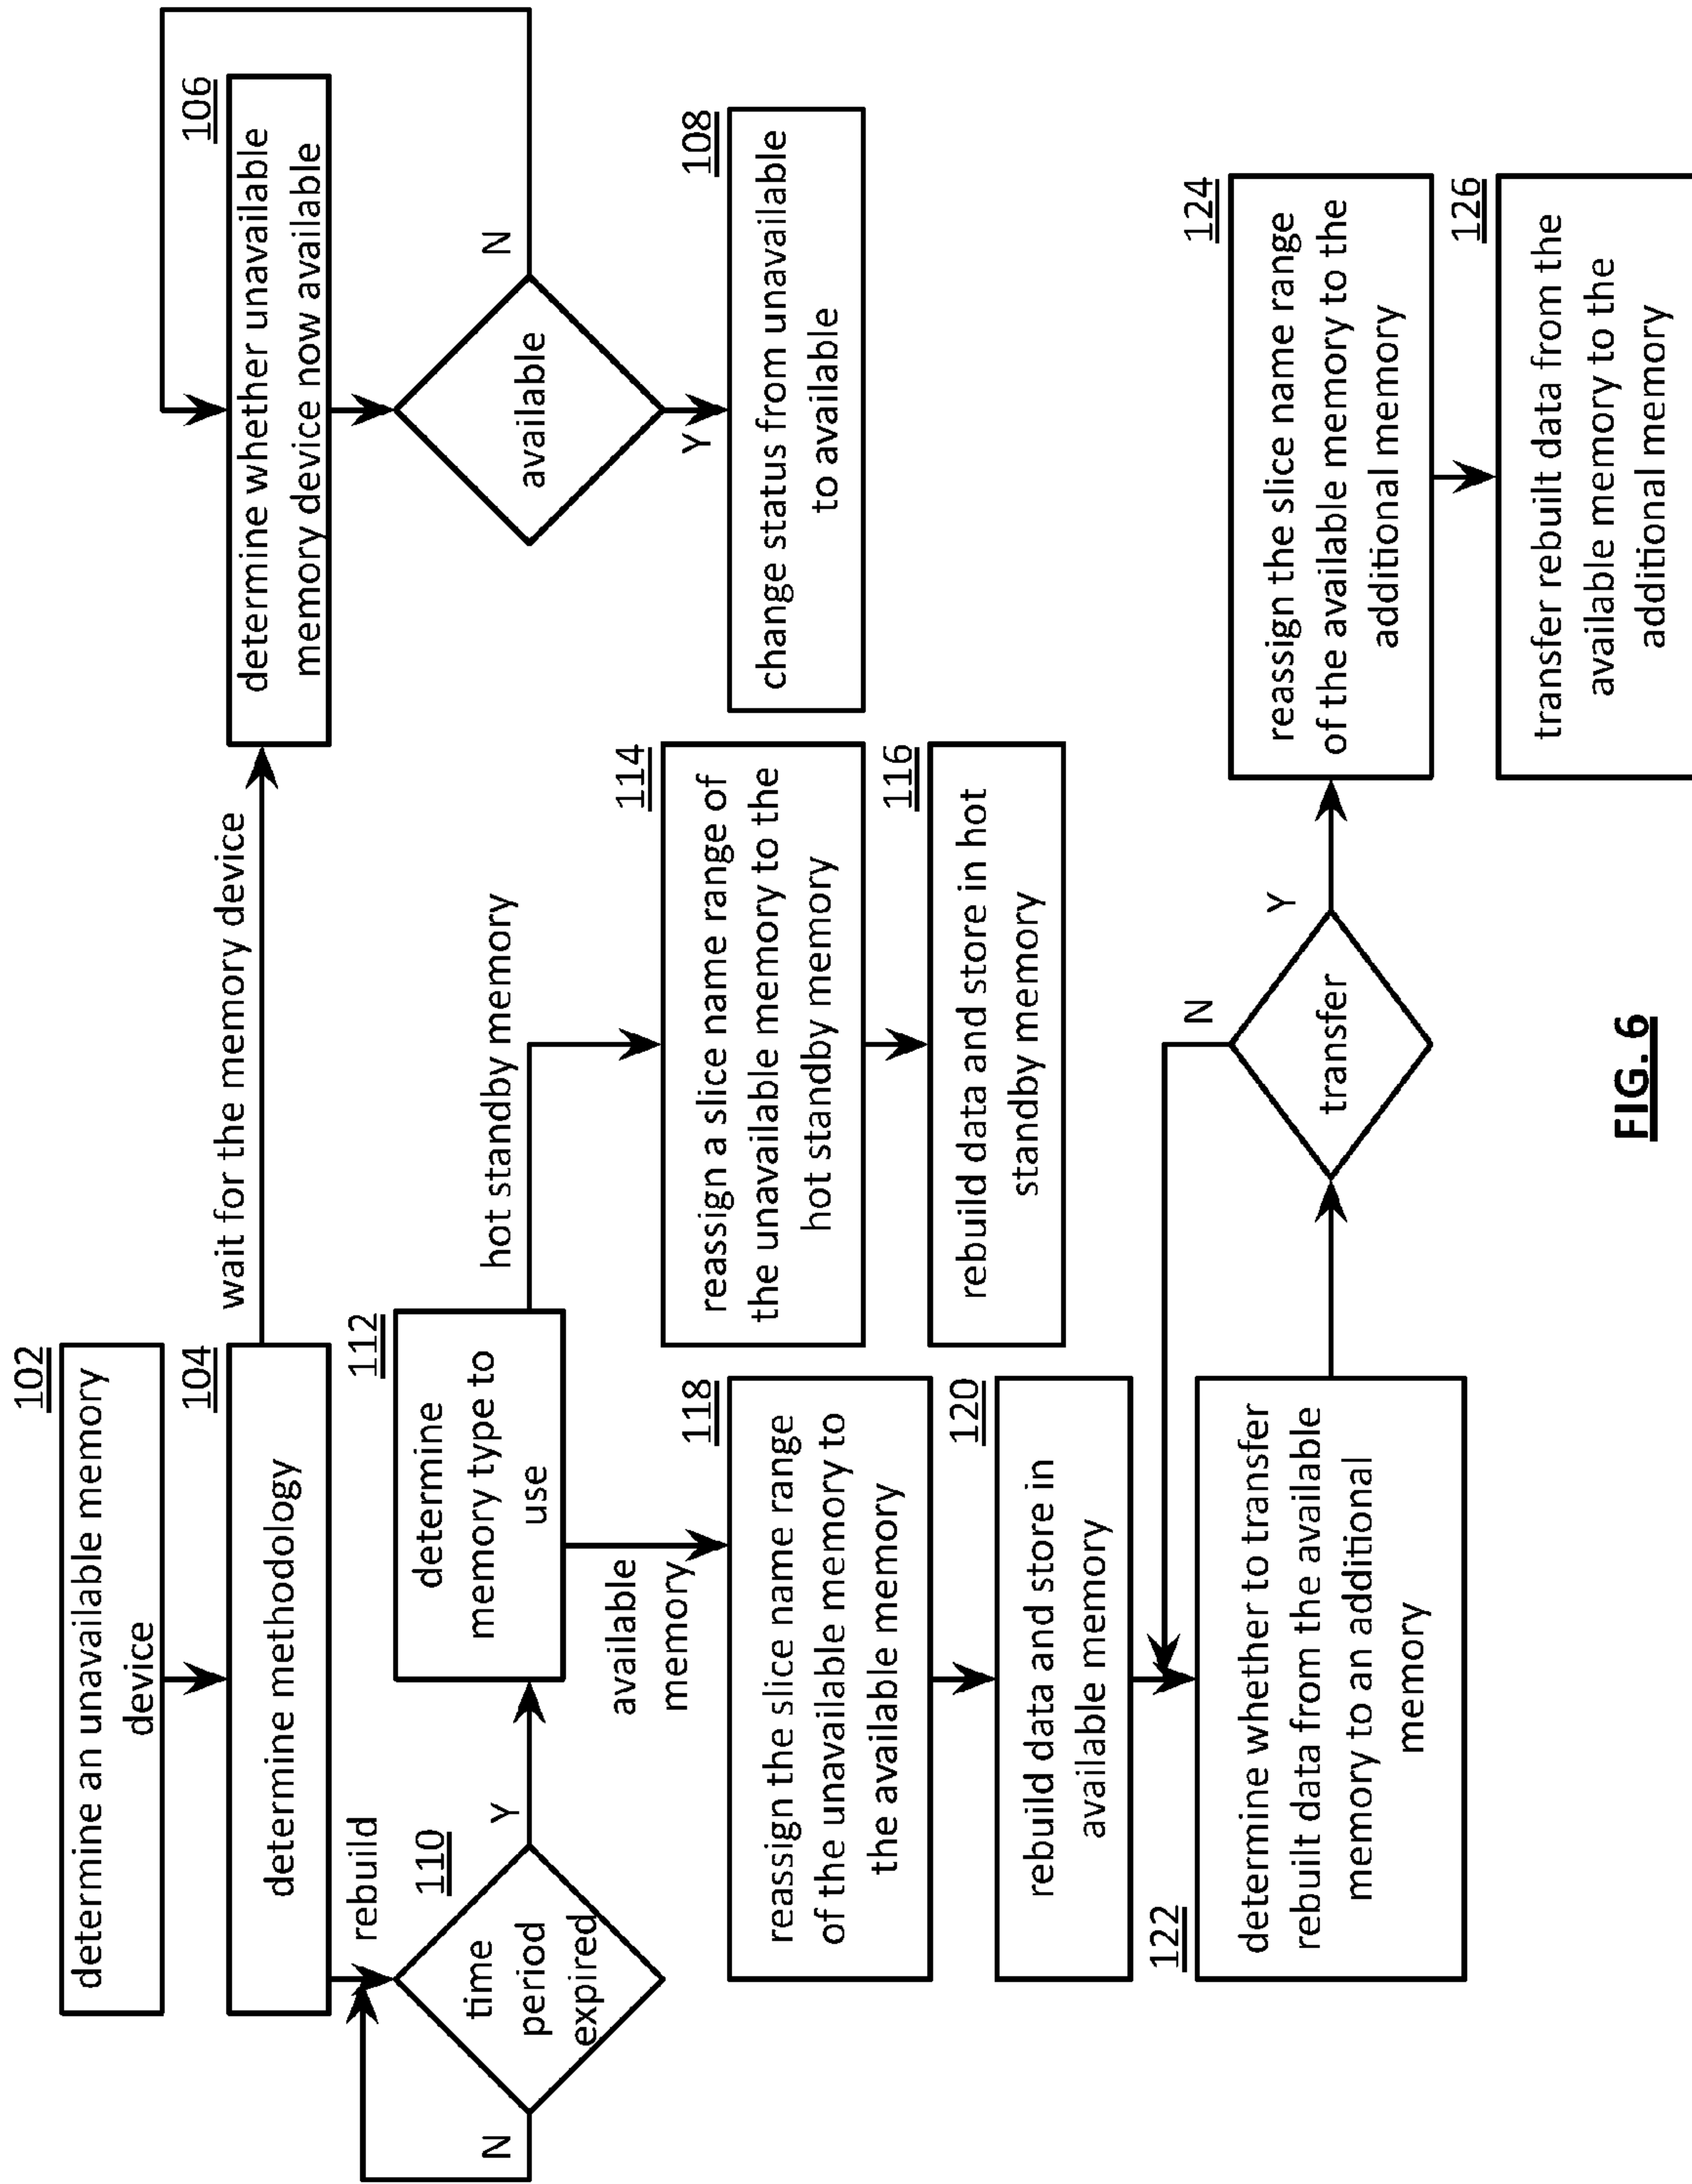 102
determine an unavailable memory
device
104
determine methodology
wait for the memory device
106
determine whether unavailable
memory device now available
available
N
Y
108
change status from unavailable
to available
rebuild
110
time
period
expired
N
Y
112
determine
memory type to
use
hot standby memory
114
reassign a slice name range of
the unavailable memory to the
hot standby memory
116
rebuild data and store in hot
standby memory
available
memory
118
reassign the slice name range
of the unavailable memory to
the available memory
120
rebuild data and store in
available memory
122
determine whether to transfer
rebuilt data from the available
memory to an additional
memory
transfer
N
Y
124
reassign the slice name range
of the available memory to the
additional memory
126
transfer rebuilt data from the
available memory to the
additional memory
FIG. 6